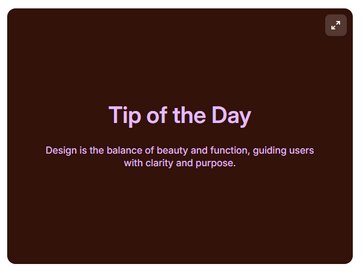 Tip of the Day
Design is the balance of beauty and function, guiding users
with clarity and purpose.